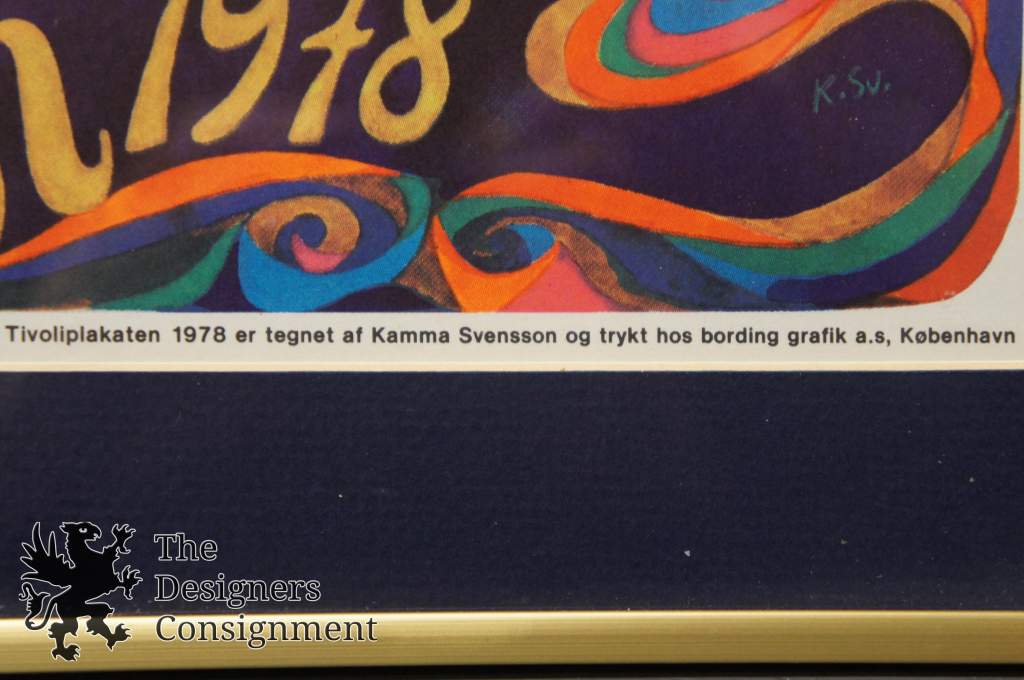 1978
K.Sv.
Tivoliplakaten 1978 er tegnet af Kamma Svensson og trykt hos bording grafik a.s, København
The
Designers
Consignment